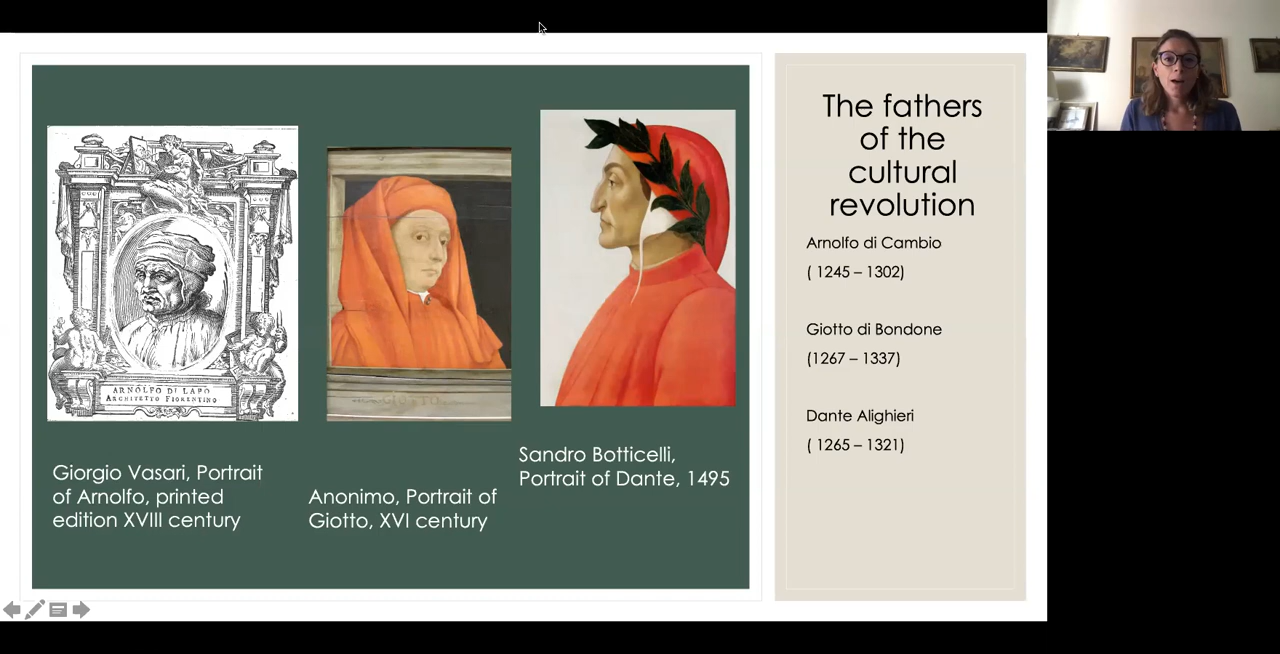 ARNOLFO DI LAPO
ARCHITETTO FIORENTINO
GIOTTO
Giorgio Vasari, Portrait
of Arnolfo, printed
edition XVIII century
Anonimo, Portrait of
Giotto, XVI century
Sandro Botticelli,
Portrait of Dante, 1495
The fathers
of the
cultural
revolution
Arnolfo di Cambio
( 1245 – 1302)
Giotto di Bondone
(1267 – 1337)
Dante Alighieri
( 1265 – 1321)